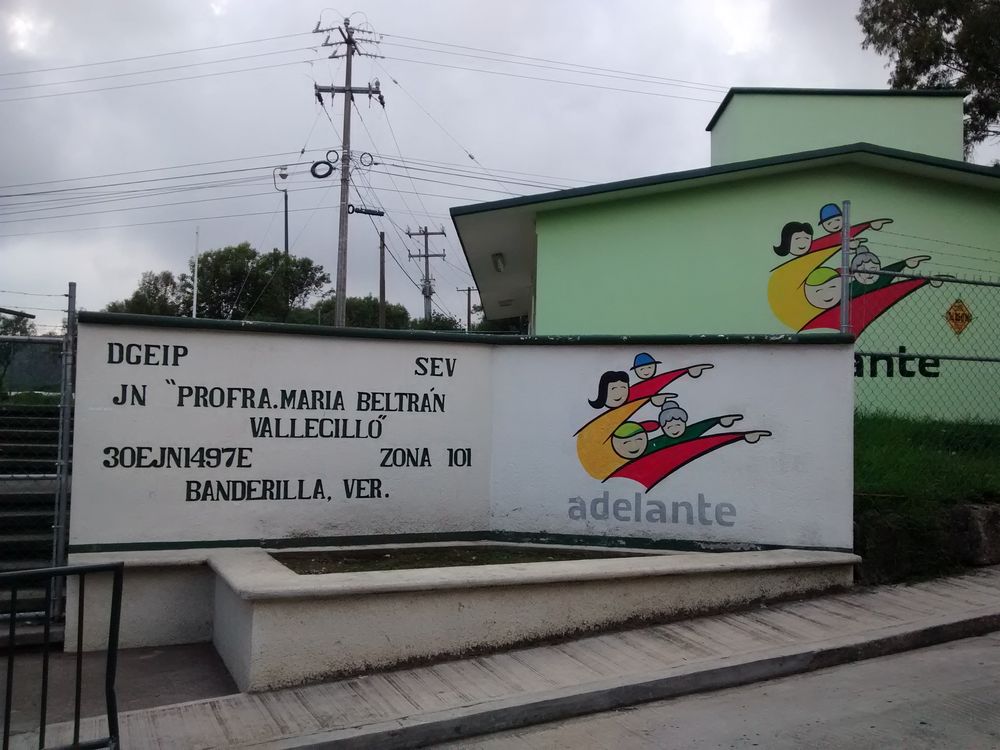 DGEIP SEV
JN "PROFRA. MARIA BELTRÁN
VALLECILLO"
30EJN1497E ZONA 101
BANDERILLA, VER.
adelante
ante